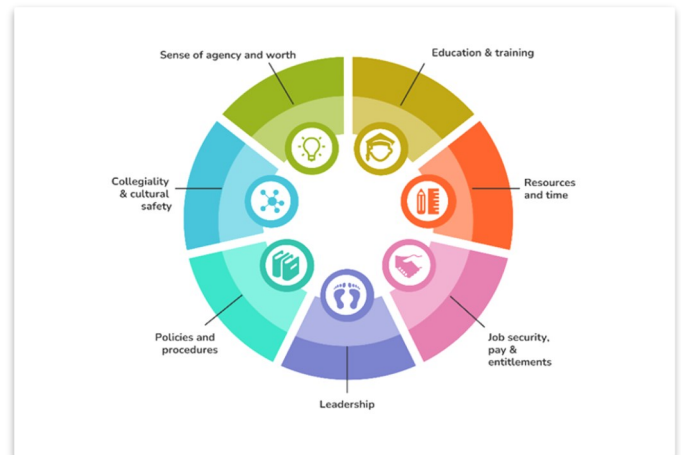 Sense of agency and worth
Education & training
Resources
and time
Job security,
pay &
entitlements
Leadership
Policies and
procedures
Collegiality
& cultural
safety